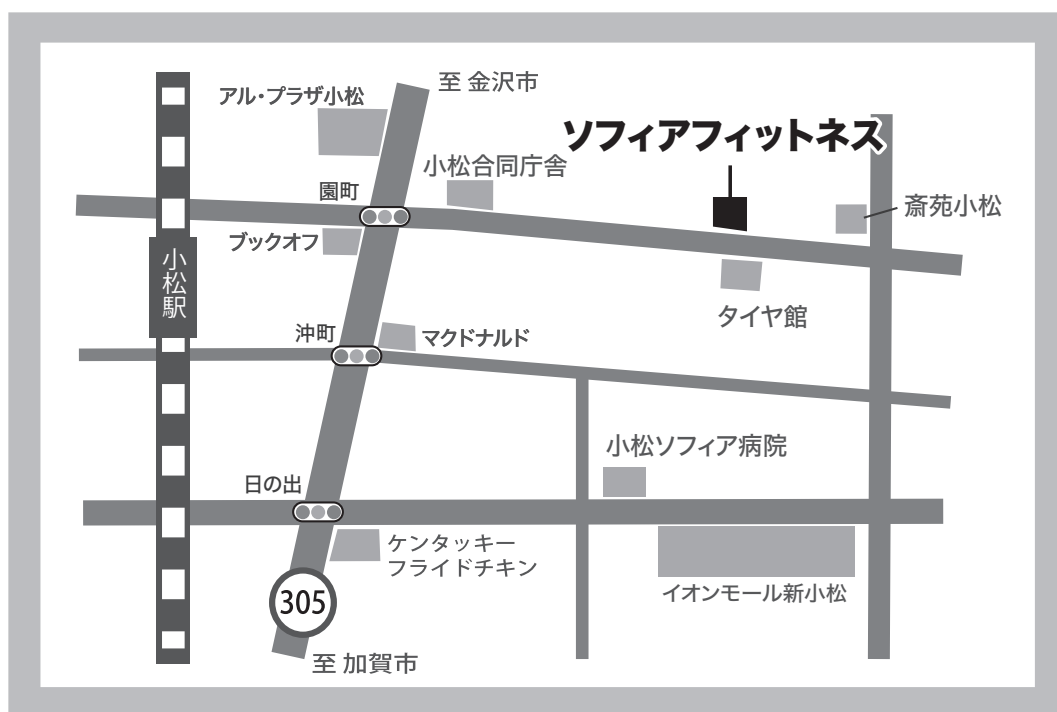 至 金沢市
アル・プラザ小松
ソフィアフィットネス
小松合同庁舎
園町
斎苑小松
ブックオフ
小松駅
タイヤ館
沖町
マクドナルド
小松ソフィア病院
日の出
ケンタッキー
フライドチキン
イオンモール新小松
305
至 加賀市